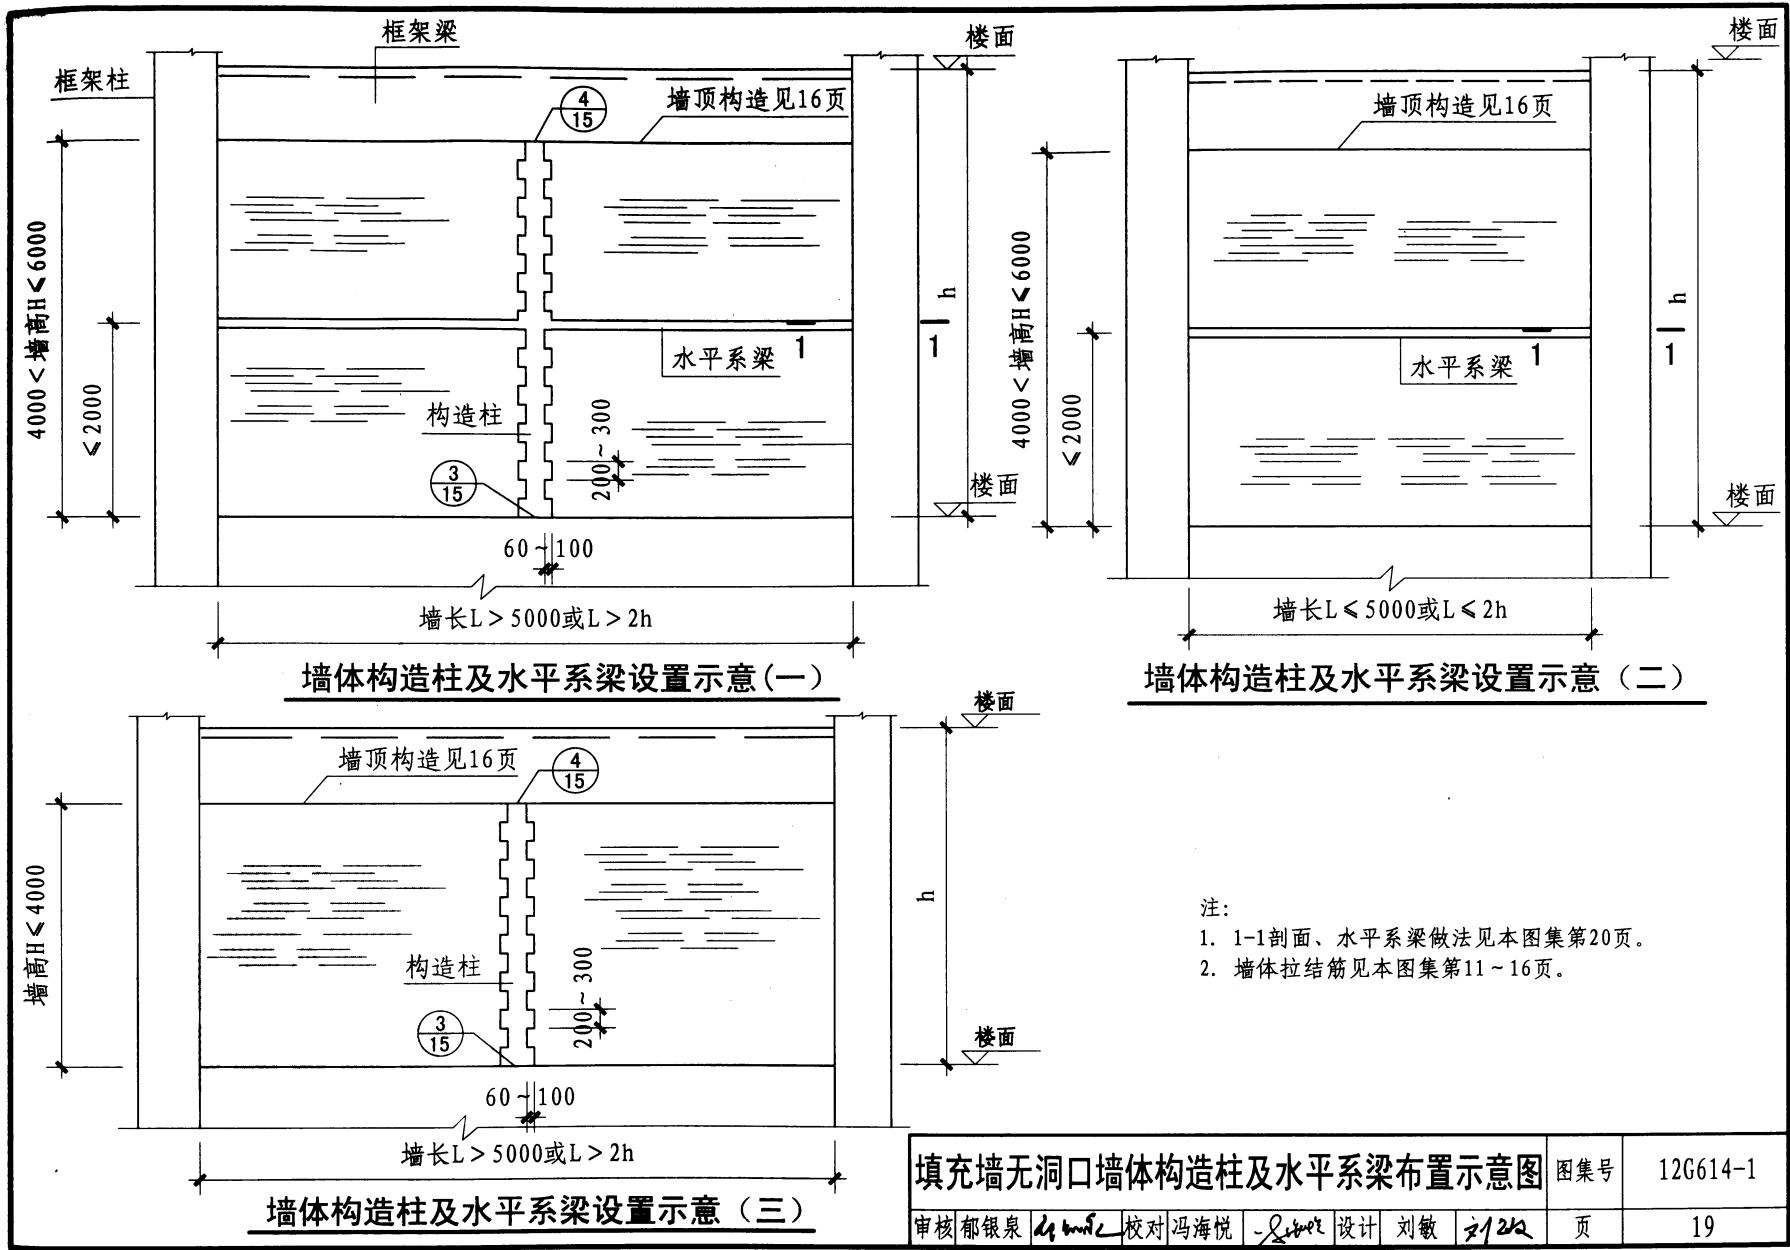 框架梁
框架柱
楼面
4
15
墙顶构造见16页
4000<墙高H≤6000
≤2000
h
1
1
水平系梁
构造柱
200~300
3
15
楼面
60~100
墙长L>5000或L>2h
墙体构造柱及水平系梁设置示意(一)
楼面
墙顶构造见16页
4000<墙高H≤6000
≤2000
h
1
1
水平系梁
楼面
墙长L≤5000或L≤2h
墙体构造柱及水平系梁设置示意(二)
楼面
墙顶构造见16页
4
15
墙高H≤4000
h
构造柱
200~300
3
15
楼面
60~100
墙长L>5000或L>2h
墙体构造柱及水平系梁设置示意(三)
注:
1. 1-1剖面、水平系梁做法见本图集第20页。
2. 墙体拉结筋见本图集第11~16页。
填充墙无洞口墙体构造柱及水平系梁布置示意图 图集号 12G614-1
审核 郁银泉 校对 冯海悦 设计 刘敏 页 19